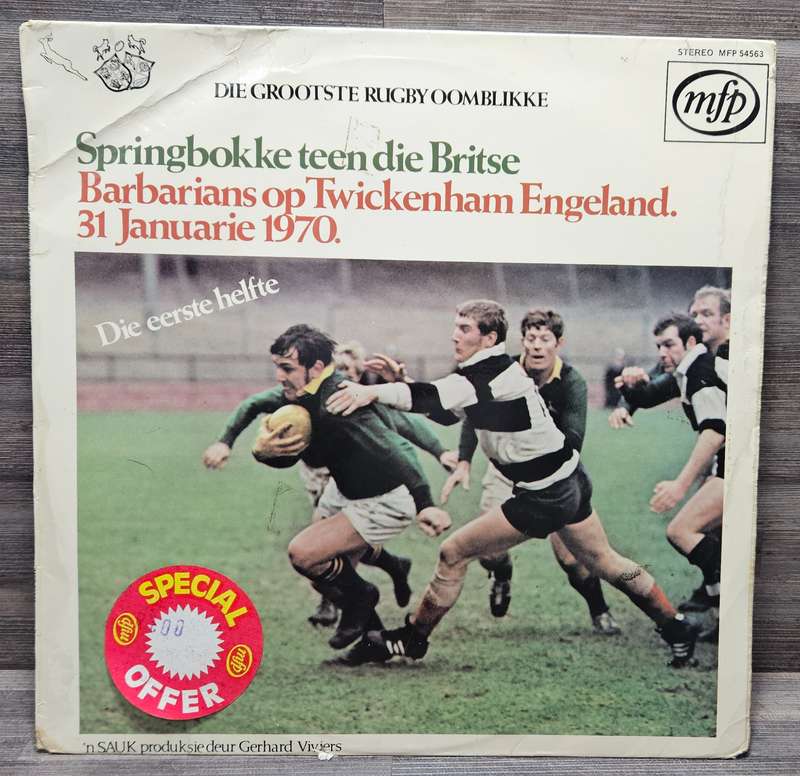 STEREO MFP 54563
mfp
DIE GROOTSTE RUGBY OOMBLIKKE
Springbokke teen die Britse
Barbarians op Twickenham Engeland.
31 Januarie 1970.
Die eerste helfte
SPECIAL
mfp
:00
mfp
OFFER
'n SAUK produksie deur Gerhard Viviers